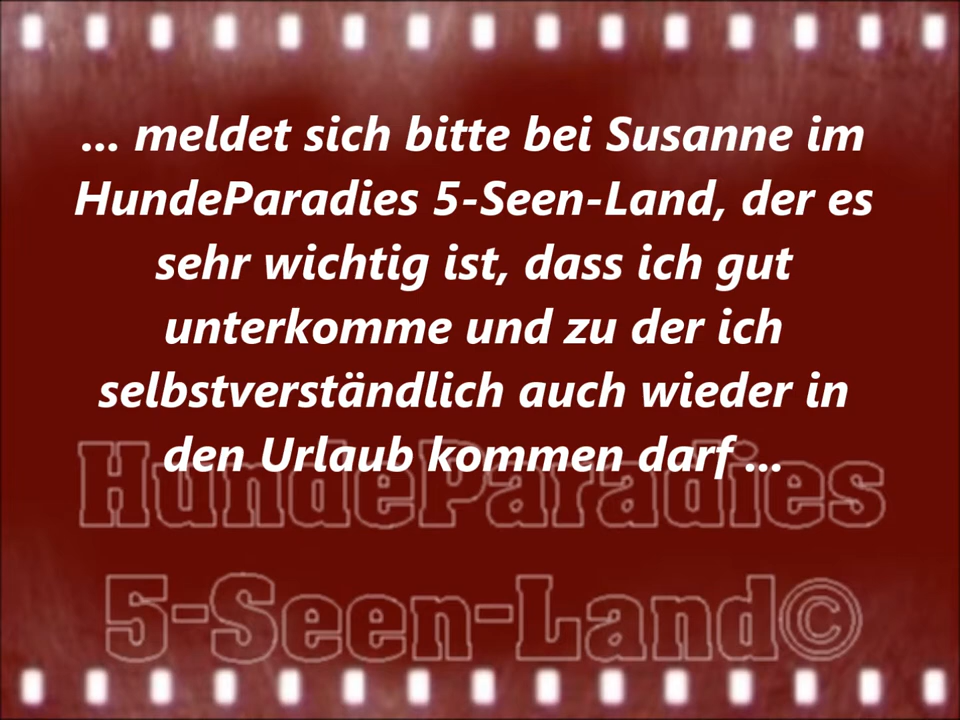 ... meldet sich bitte bei Susanne im
HundeParadies 5-Seen-Land, der es
sehr wichtig ist, dass ich gut
unterkomme und zu der ich
selbstverständlich auch wieder in
den Urlaub kommen darf ...
HundeParadies
5-Seen-Land©